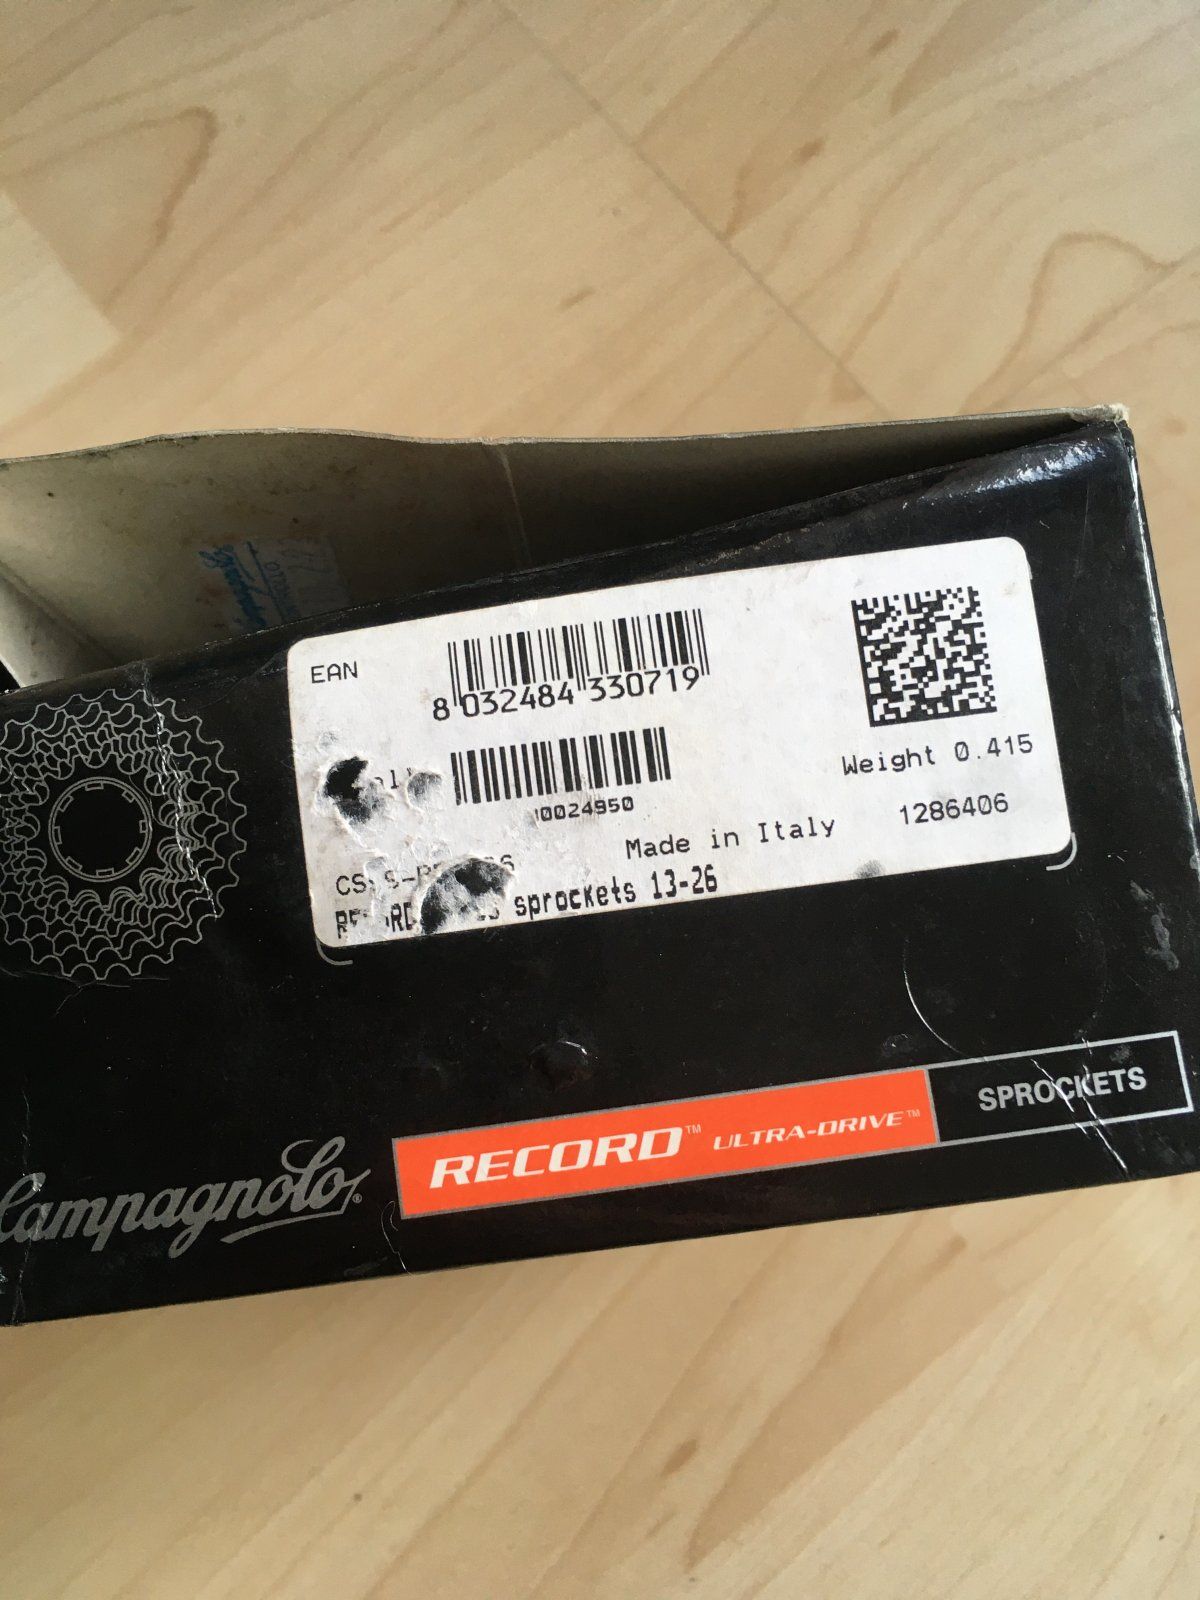 EAN
8 032484 330719
0024950
Weight 0.415
Made in Italy
1286406
sprockets 13-26
Campagnolo®
RECORD™ ULTRA-DRIVE™
SPROCKETS